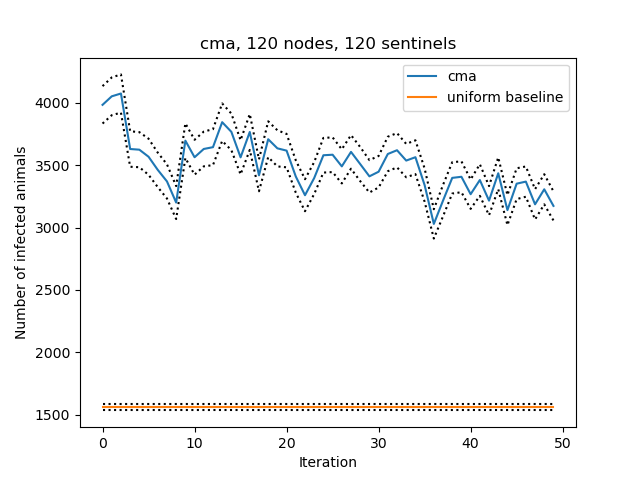 cma, 120 nodes, 120 sentinels
cma
uniform baseline
Number of infected animals
4000
3500
3000
2500
2000
1500
0 10 20 30 40 50
Iteration